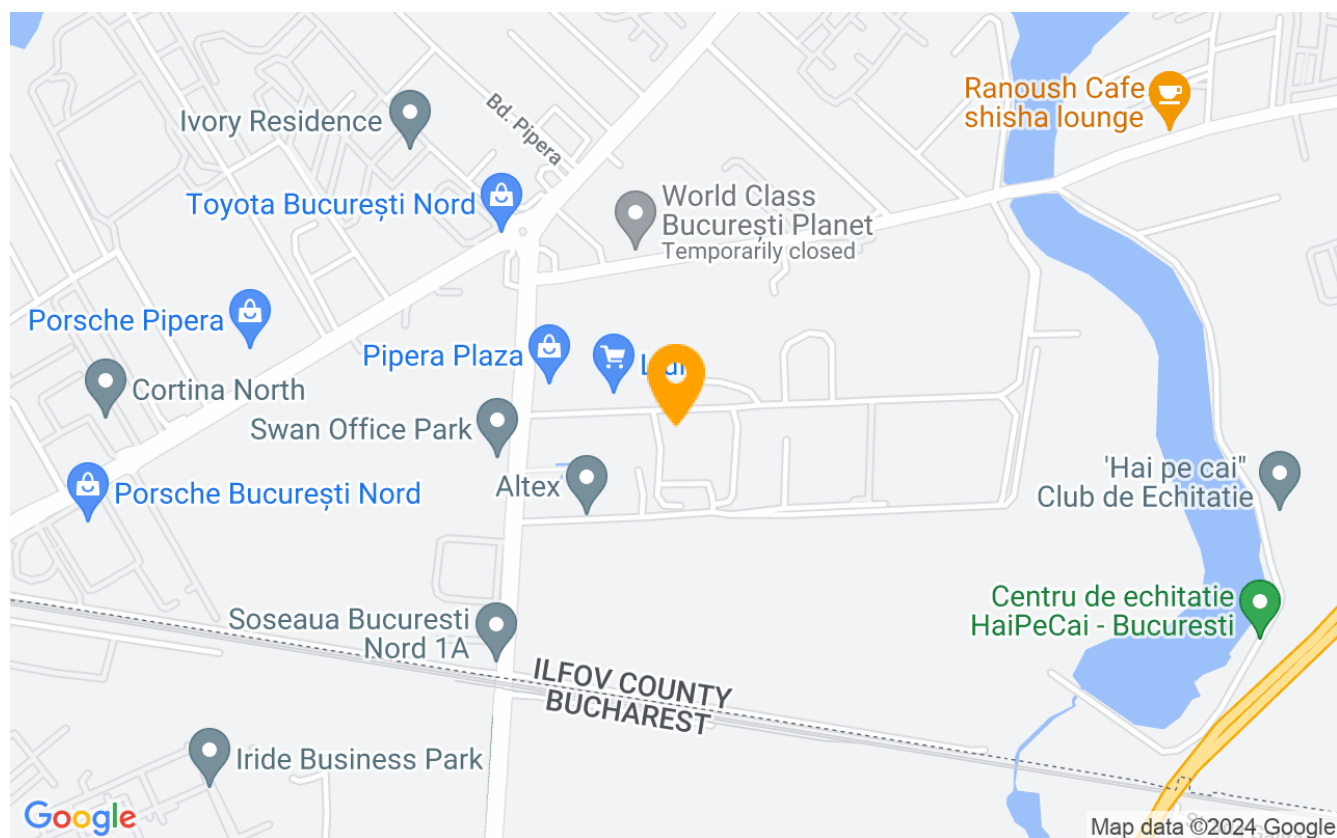 Ranoush Cafe
shisha lounge
Bd. Pipera
Ivory Residence
World Class
București Planet
Temporarily closed
Toyota București Nord
Porsche Pipera
Pipera Plaza
Cortina North
Swan Office Park
'Hai pe cai"
Club de Echitatie
Altex
Porsche București Nord
Centru de echitatie
HaiPeCai - Bucuresti
Soseaua Bucuresti
Nord 1A
ILFOV COUNTY
BUCHAREST
Iride Business Park
Google
Map data ©2024 Google